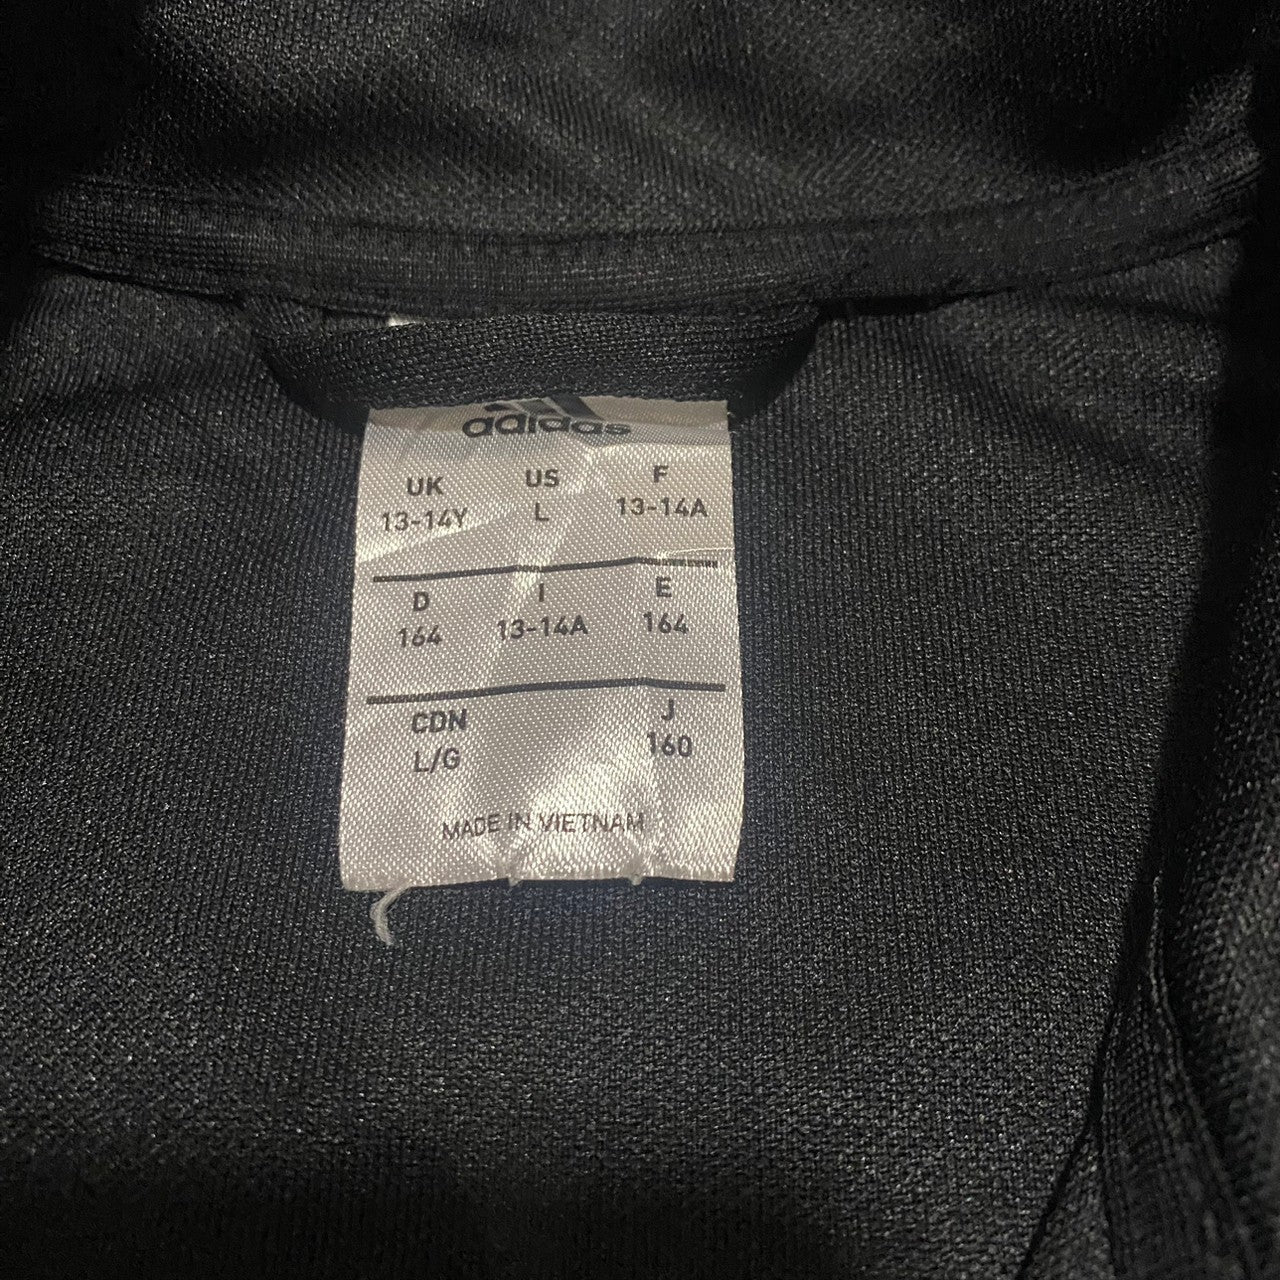 adidas
UK US F
13-14Y L 13-14A
D I E
164 13-14A 164
CDN J
L/G 160
MADE IN VIETNAM